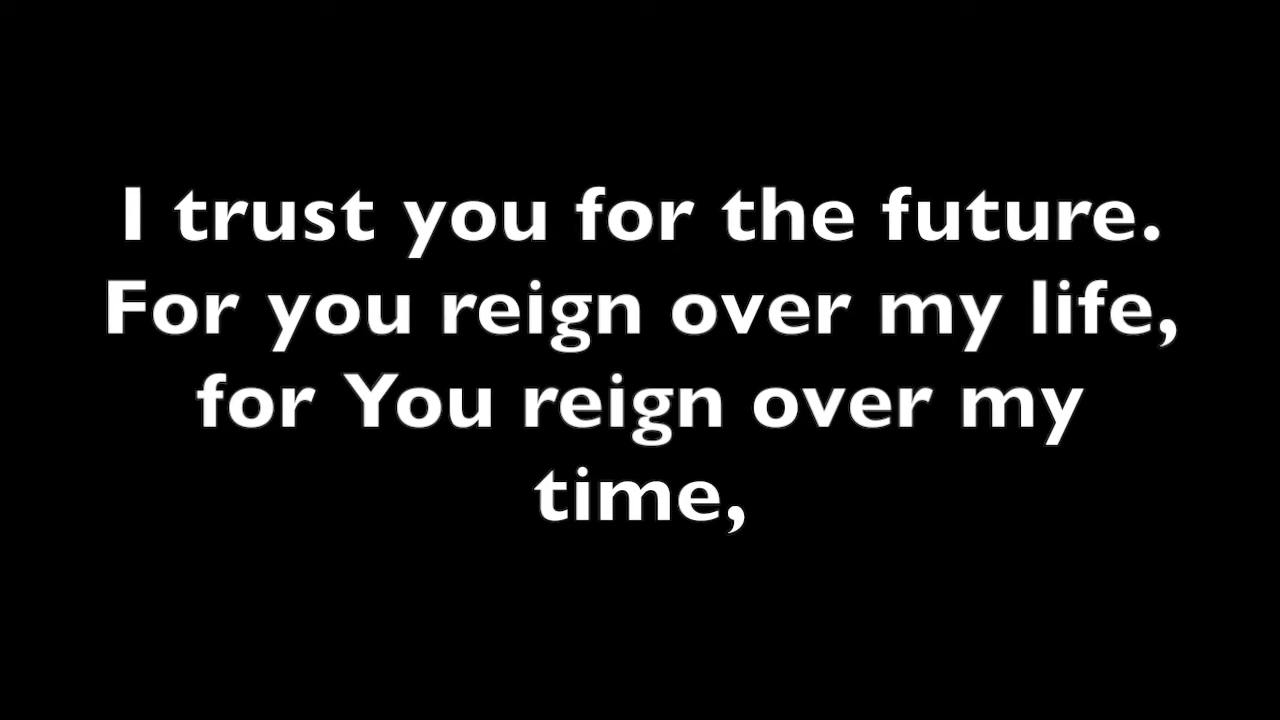 I trust you for the future.
For you reign over my life,
for You reign over my
time,